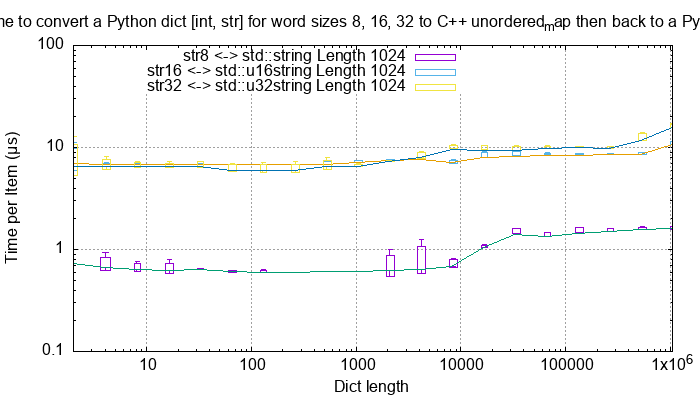 ne to convert a Python dict [int, str] for word sizes 8, 16, 32 to C++ unordered_map then back to a Py
100
10
1
0.1
Time per Item (µs)
str8 <-> std::string Length 1024
str16 <-> std::u16string Length 1024
str32 <-> std::u32string Length 1024
10 100 1000 10000 100000 1x10^6
Dict length